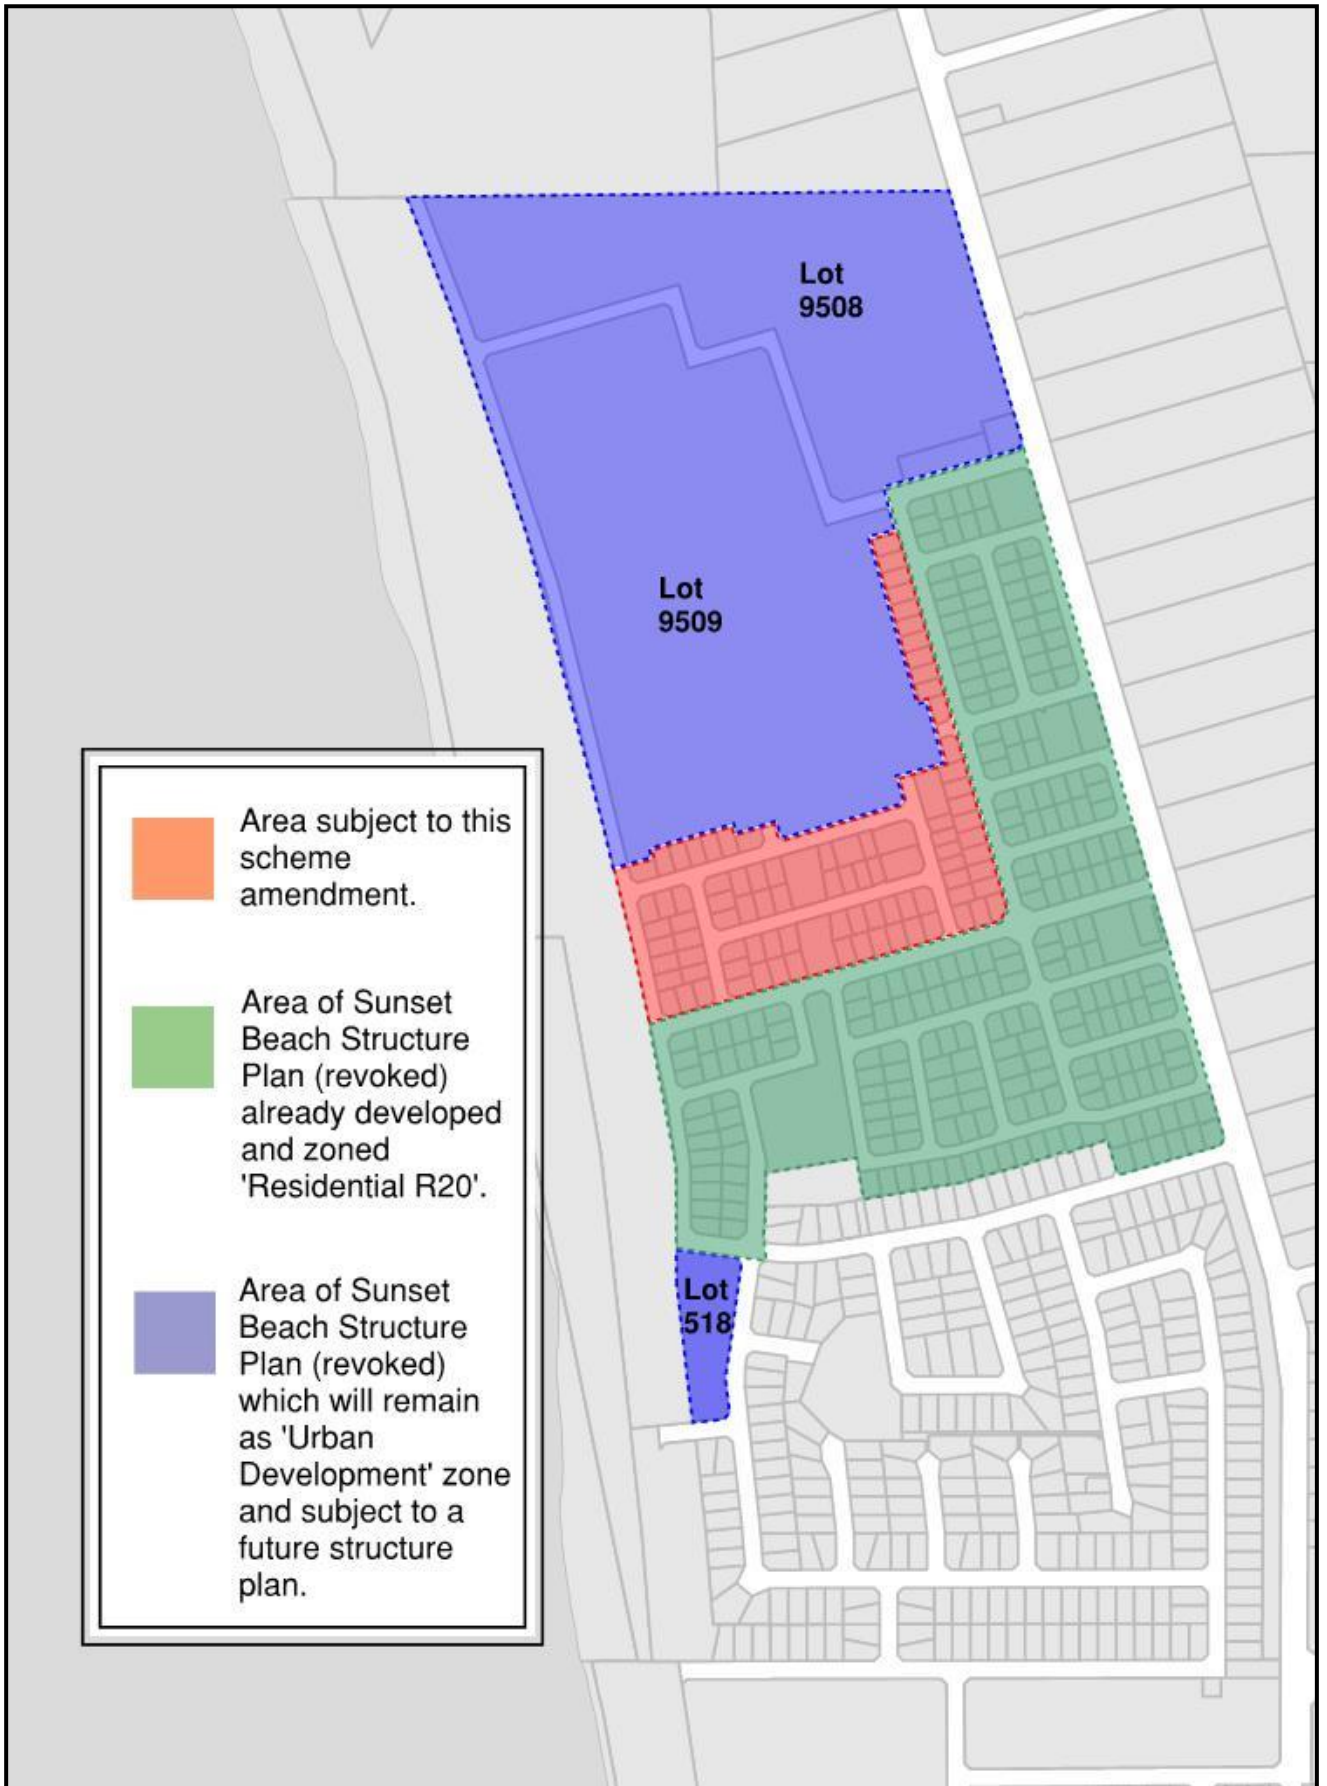 Lot
9508
Lot
9509
Area subject to this
scheme
amendment.
Area of Sunset
Beach Structure
Plan (revoked)
already developed
and zoned
'Residential R20'.
Area of Sunset
Beach Structure
Plan (revoked)
which will remain
as 'Urban
Development' zone
and subject to a
future structure
plan.
Lot
518